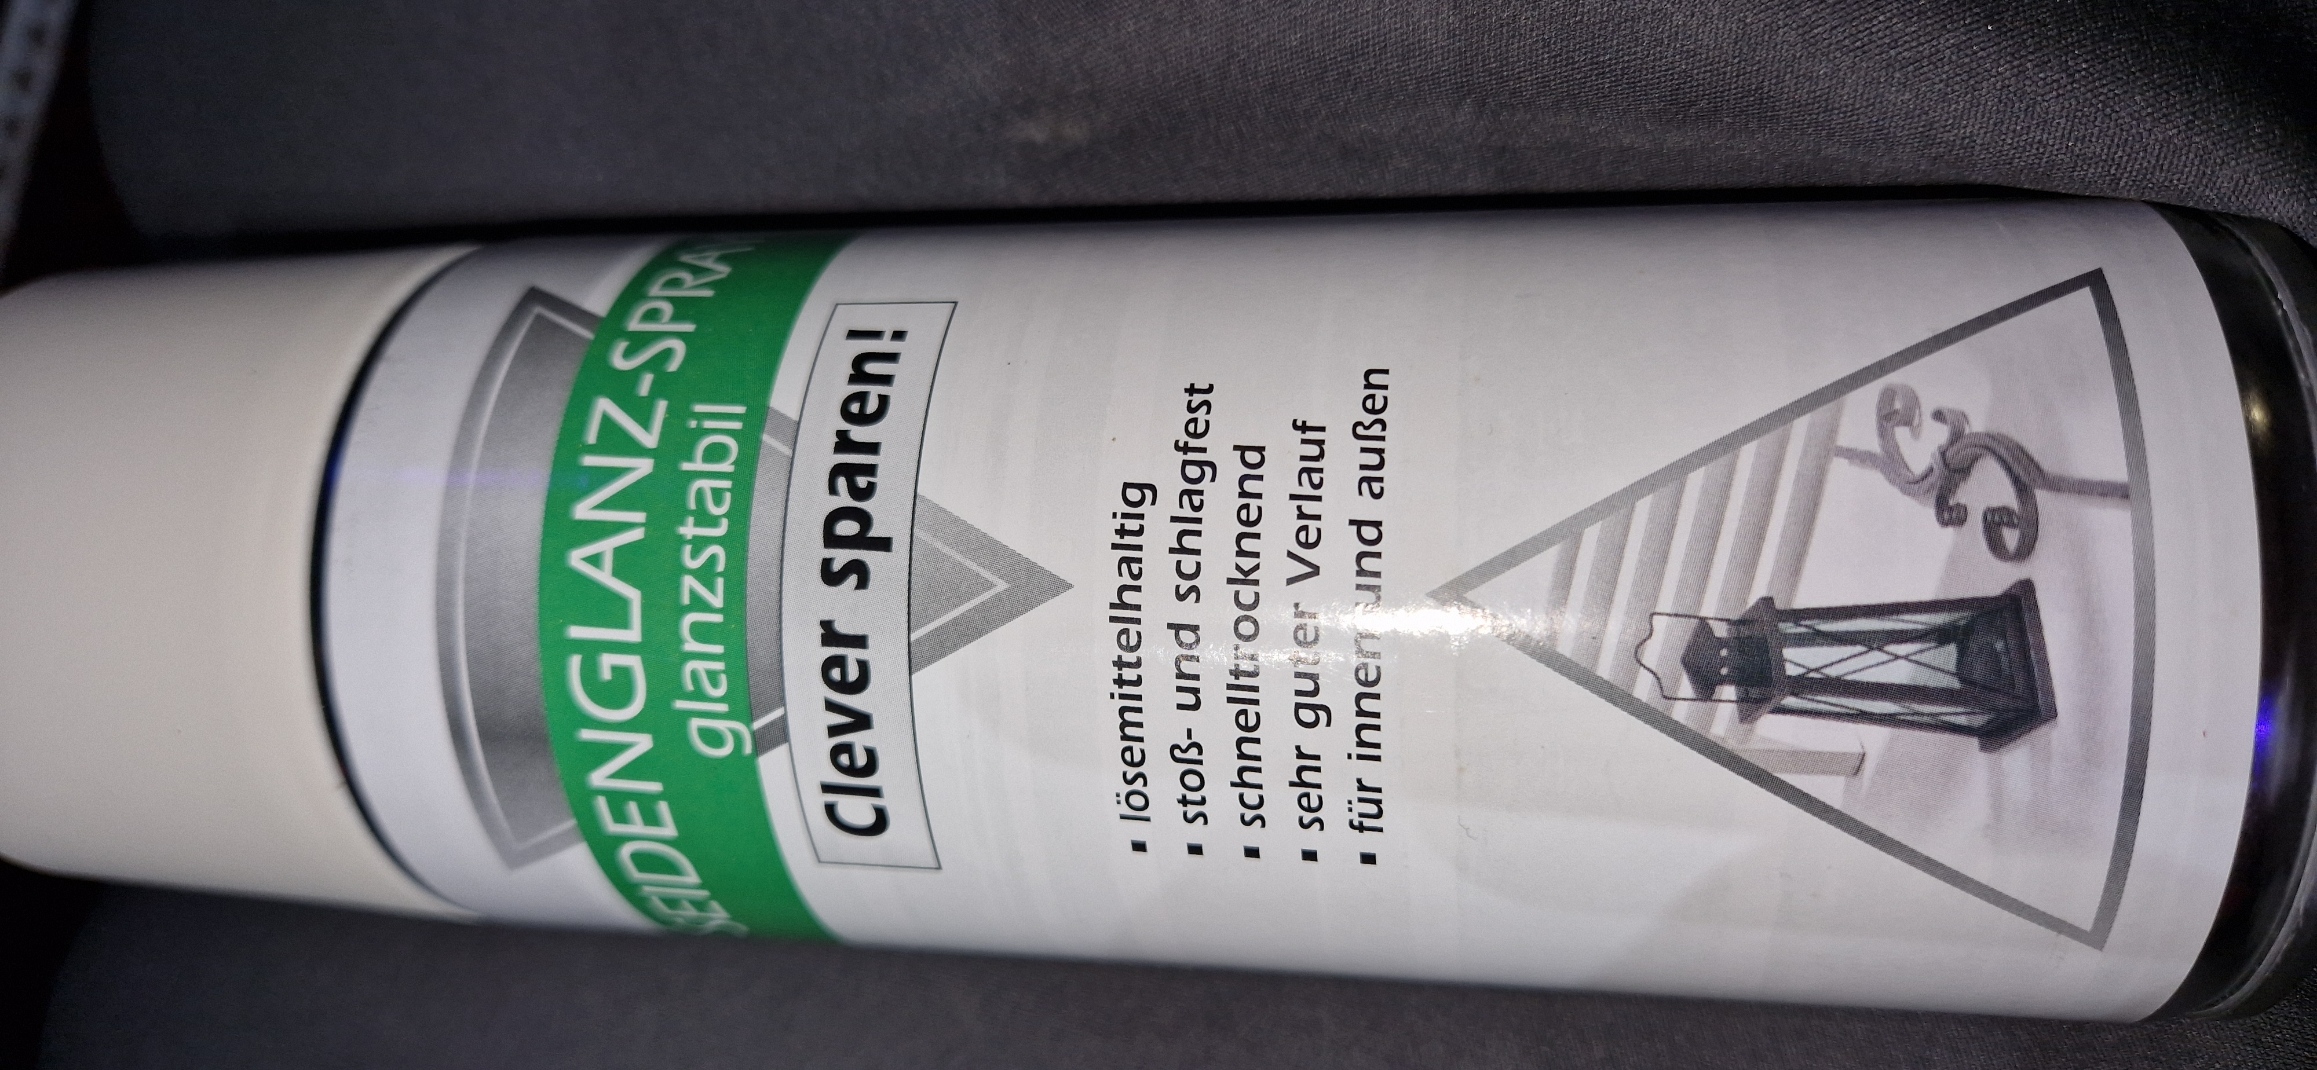 SEIDENGLANZ-SPRAY
glanzstabil
Clever sparen!
▪ lösemittelhaltig
▪ stoß- und schlagfest
▪ schnelltrocknend
▪ sehr guter Verlauf
▪ für innen und außen